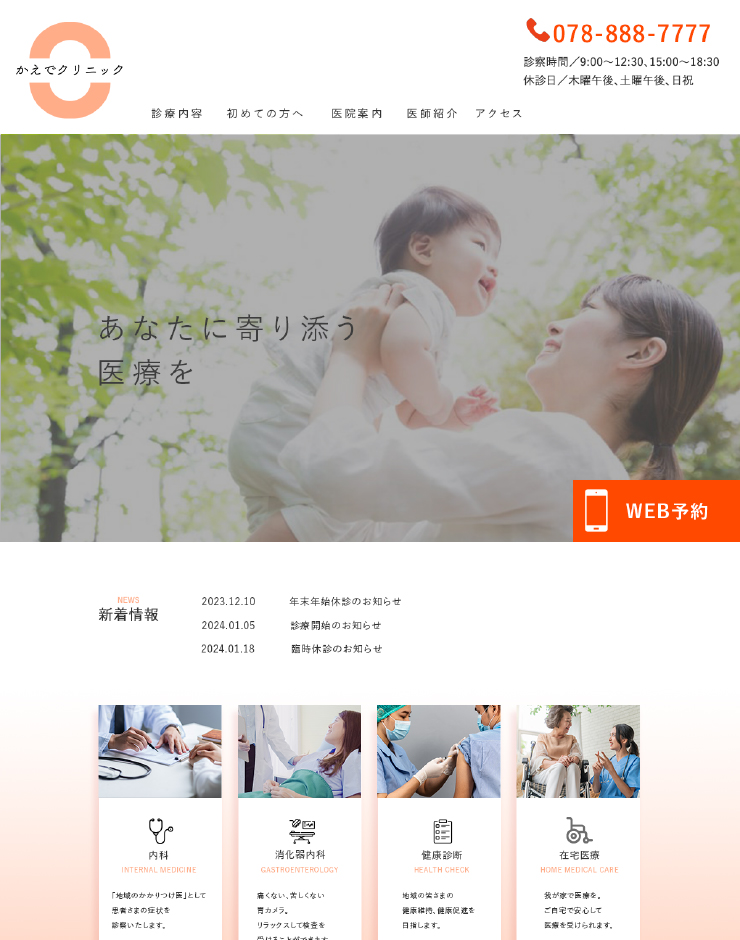 かえでクリニック
078-888-7777
診察時間／9:00〜12:30、15:00〜18:30
休診日／木曜午後、土曜午後、日祝
診療内容 初めての方へ 医院案内 医師紹介 アクセス
あなたに寄り添う
医療を
WEB予約
NEWS
新着情報
2023.12.10 年末年始休診のお知らせ
2024.01.05 診療開始のお知らせ
2024.01.18 臨時休診のお知らせ
内科
INTERNAL MEDICINE
「地域のかかりつけ医」として
患者さまの症状を
診察いたします。
消化器内科
GASTROENTEROLOGY
痛くない、苦しくない
胃カメラ。
リラックスして検査を
受けることができます
健康診断
HEALTH CHECK
地域の皆さまの
健康維持、健康促進を
目指します。
在宅医療
HOME MEDICAL CARE
我が家で医療を。
ご自宅で安心して
医療を受けられます。